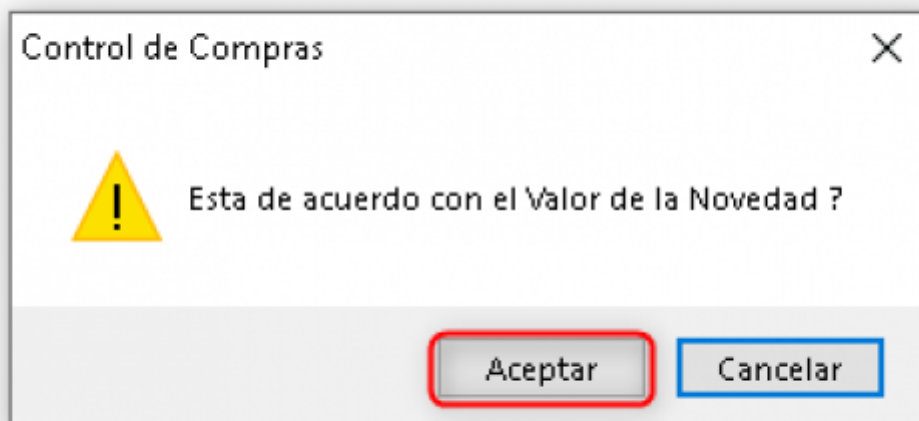 Control de Compras
Esta de acuerdo con el Valor de la Novedad ?
Aceptar
Cancelar